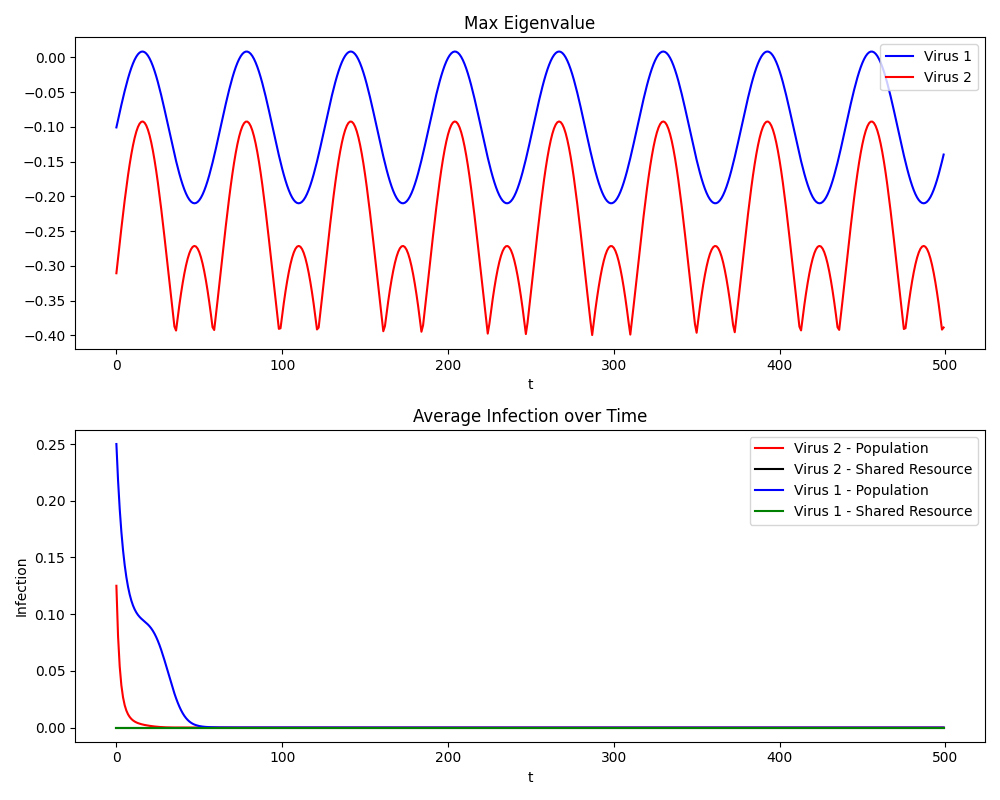 Max Eigenvalue
0.00
−0.05
−0.10
−0.15
−0.20
−0.25
−0.30
−0.35
−0.40
Virus 1
Virus 2
0 100 200 300 400 500
t
Average Infection over Time
Infection
0.25
0.20
0.15
0.10
0.05
0.00
Virus 2 - Population
Virus 2 - Shared Resource
Virus 1 - Population
Virus 1 - Shared Resource
0 100 200 300 400 500
t